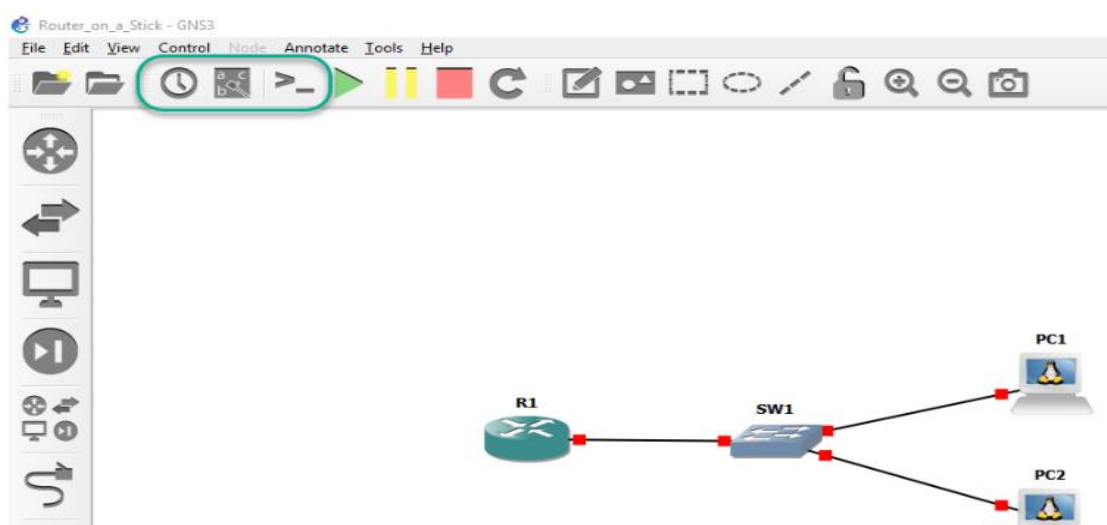 Router_on_a_Stick - GNS3
File Edit View Control Node Annotate Tools Help
a c
b
>_
PC1
R1
SW1
PC2